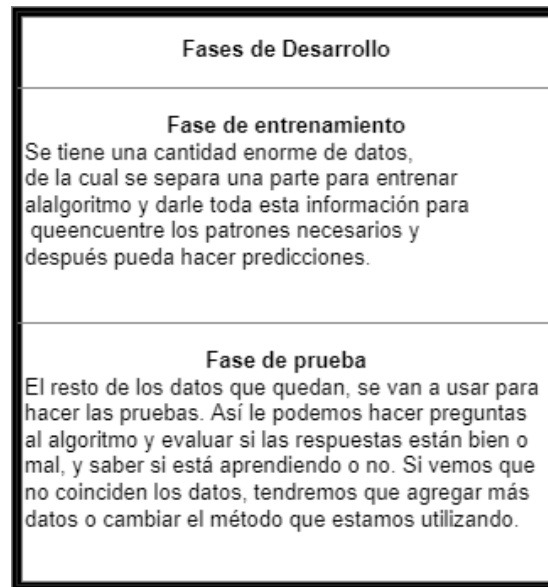 Fases de Desarrollo
Fase de entrenamiento
Se tiene una cantidad enorme de datos,
de la cual se separa una parte para entrenar
alalgoritmo y darle toda esta información para
queencuentre los patrones necesarios y
después pueda hacer predicciones.
Fase de prueba
El resto de los datos que quedan, se van a usar para
hacer las pruebas. Así le podemos hacer preguntas
al algoritmo y evaluar si las respuestas están bien o
mal, y saber si está aprendiendo o no. Si vemos que
no coinciden los datos, tendremos que agregar más
datos o cambiar el método que estamos utilizando.